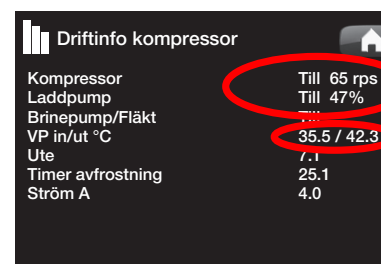 Driftinfo kompressor
Kompressor Till 65 rps
Laddpump Till 47%
Brinepump/Fläkt Till
VP in/ut °C 35.5 / 42.3
Ute 7.1
Timer avfrostning 25.1
Ström A 4.0